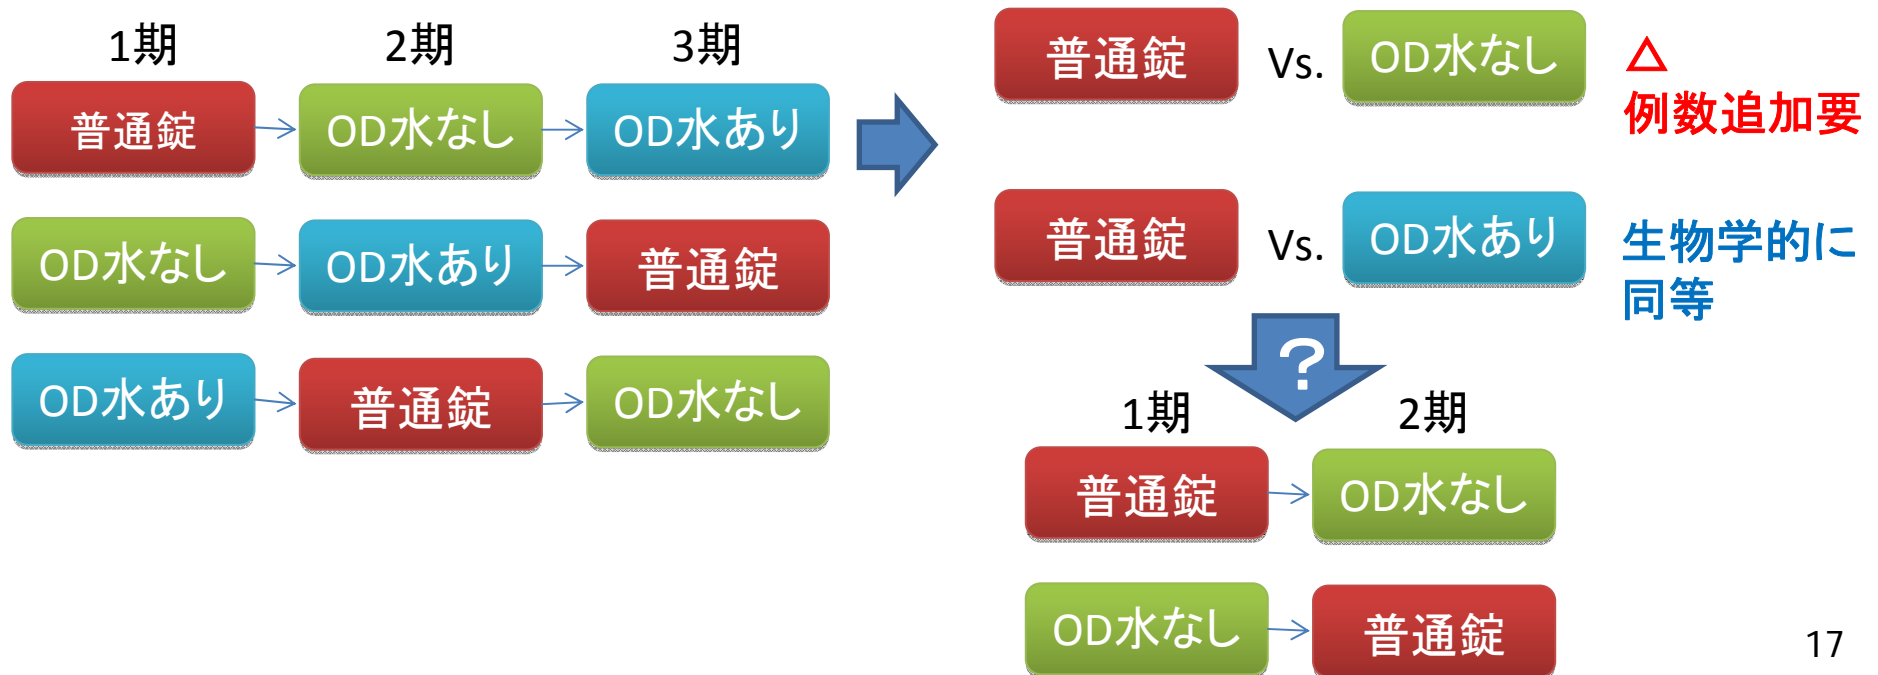 1期 2期 3期
普通錠 OD水なし OD水あり
OD水なし OD水あり 普通錠
OD水あり 普通錠 OD水なし
普通錠 Vs. OD水なし
△
例数追加要
普通錠 Vs. OD水あり
生物学的に
同等
?
1期 2期
普通錠 OD水なし
OD水なし 普通錠
17